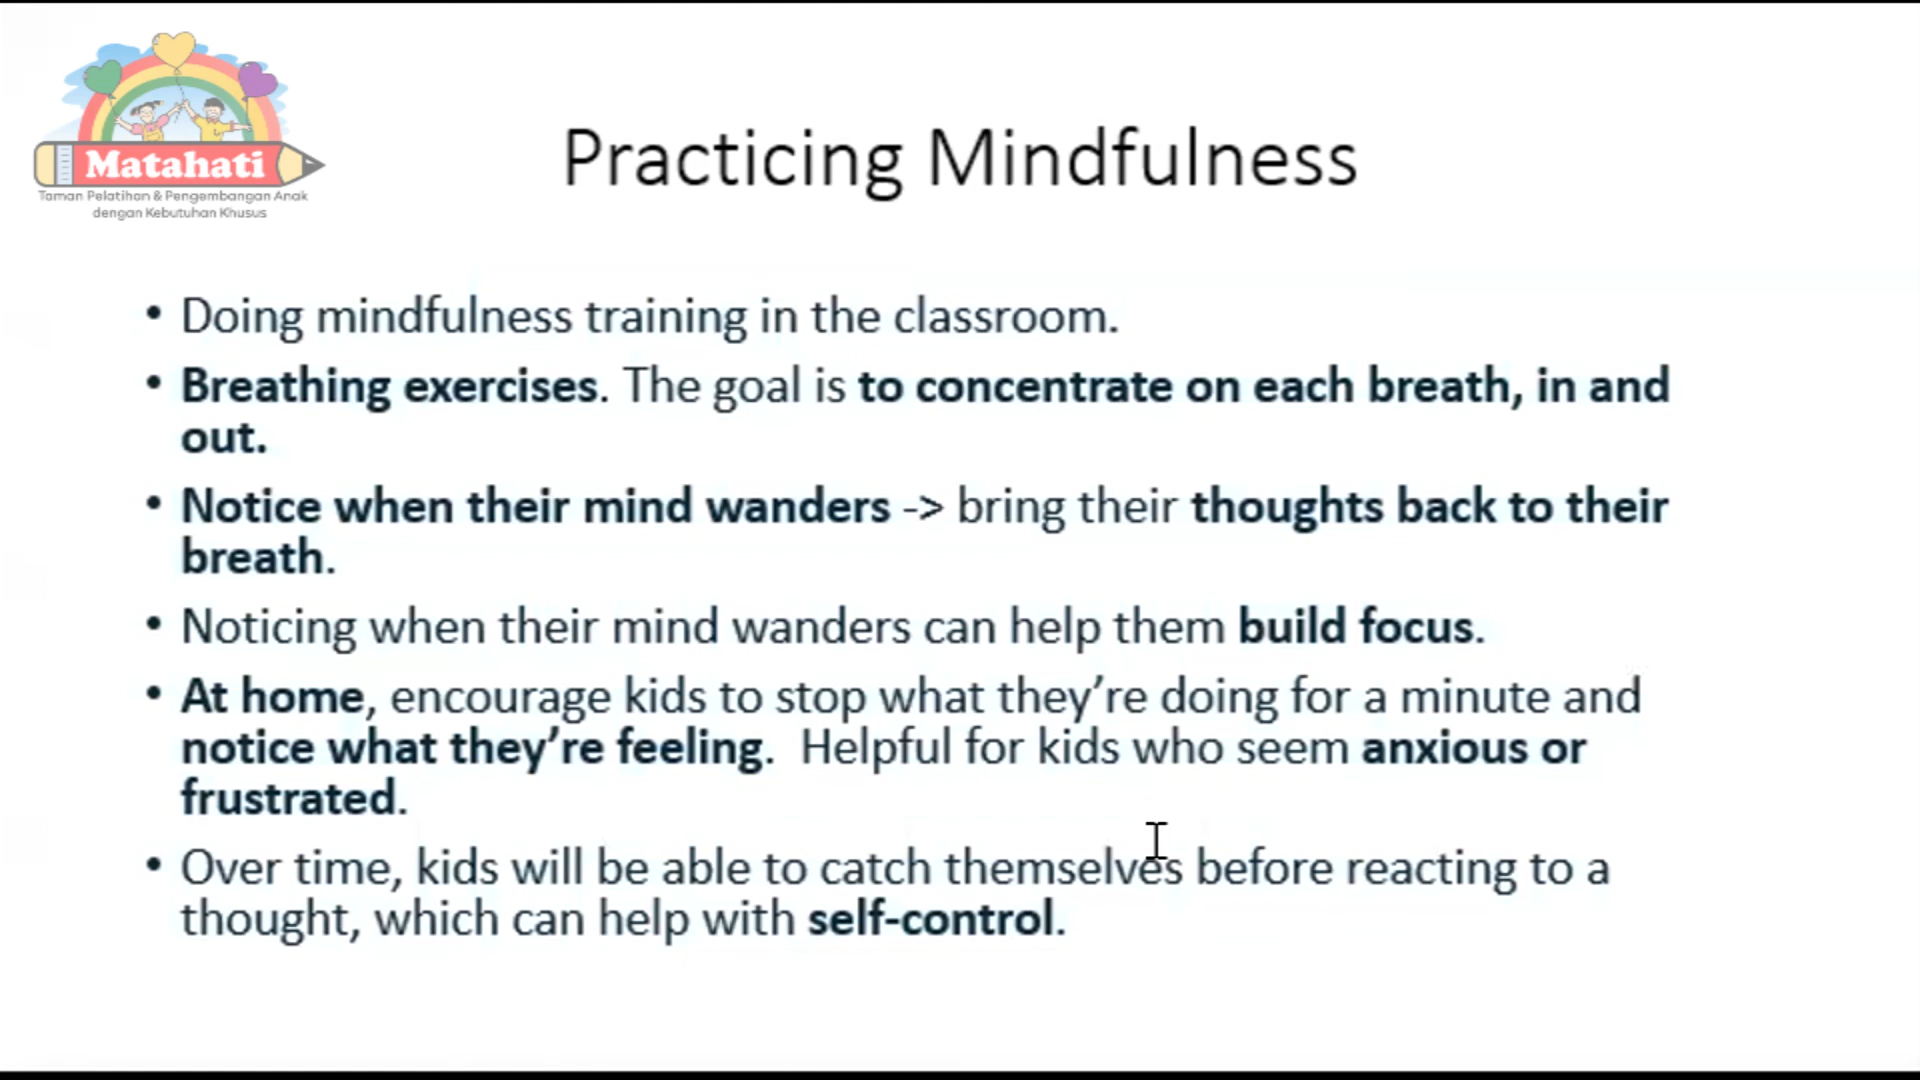 Matahati
Taman Pelatihan & Pengembangan Anak
dengan Kebutuhan Khusus
Practicing Mindfulness
• Doing mindfulness training in the classroom.
• Breathing exercises. The goal is to concentrate on each breath, in and
out.
• Notice when their mind wanders -> bring their thoughts back to their
breath.
• Noticing when their mind wanders can help them build focus.
• At home, encourage kids to stop what they’re doing for a minute and
notice what they’re feeling.  Helpful for kids who seem anxious or
frustrated.
• Over time, kids will be able to catch themselves before reacting to a
thought, which can help with self-control.